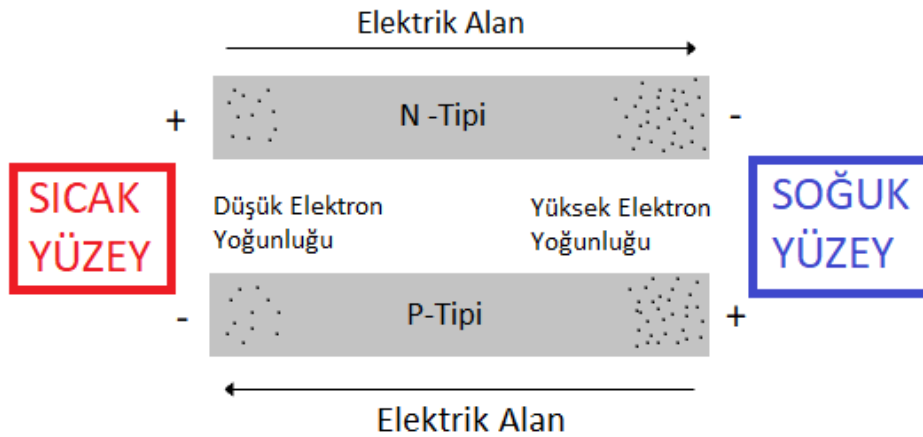 Elektrik Alan
+
N -Tipi
-
SICAK
YÜZEY
Düşük Elektron
Yoğunluğu
Yüksek Elektron
Yoğunluğu
SOĞUK
YÜZEY
-
P-Tipi
+
Elektrik Alan